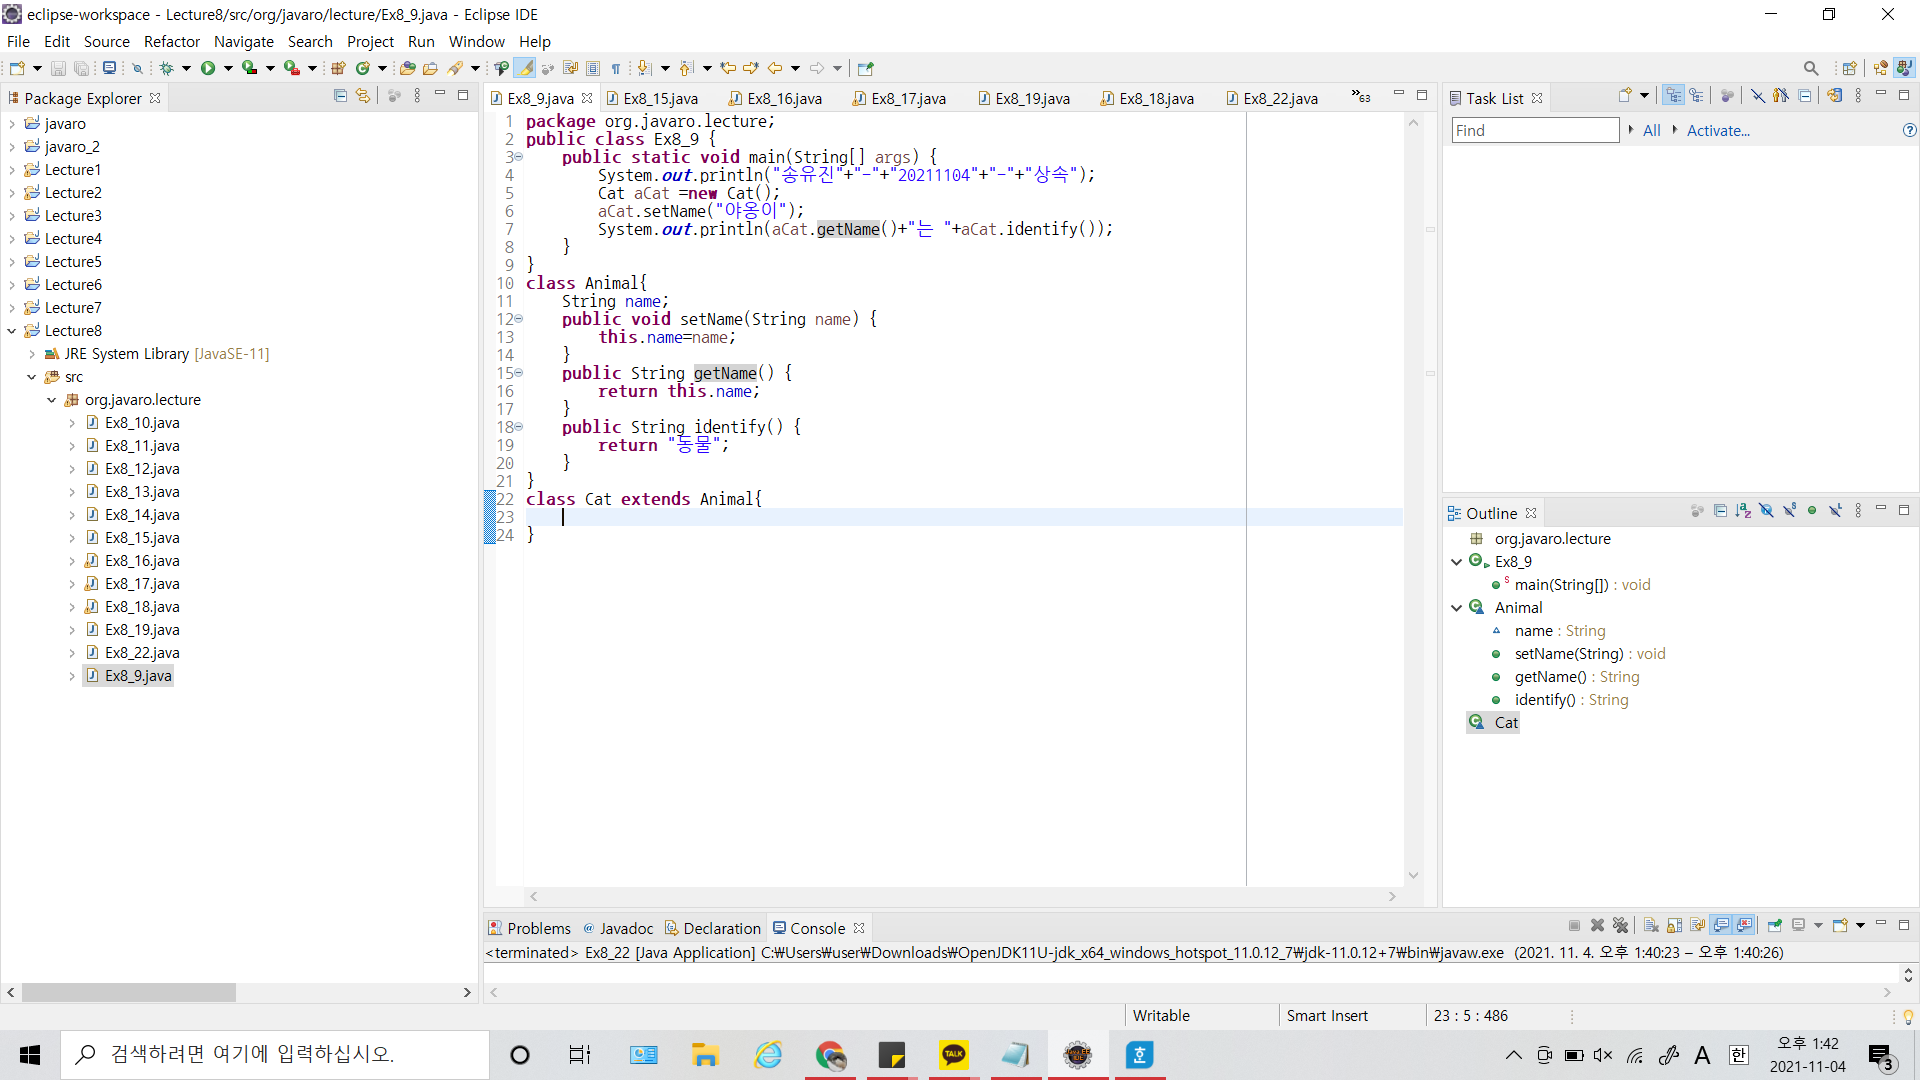 eclipse-workspace - Lecture8/src/org/javaro/lecture/Ex8_9.java - Eclipse IDE
File Edit Source Refactor Navigate Search Project Run Window Help
Package Explorer
javaro
javaro_2
Lecture1
Lecture2
Lecture3
Lecture4
Lecture5
Lecture6
Lecture7
Lecture8
JRE System Library [JavaSE-11]
src
org.javaro.lecture
Ex8_10.java
Ex8_11.java
Ex8_12.java
Ex8_13.java
Ex8_14.java
Ex8_15.java
Ex8_16.java
Ex8_17.java
Ex8_18.java
Ex8_19.java
Ex8_22.java
Ex8_9.java
Ex8_9.java Ex8_15.java Ex8_16.java Ex8_17.java Ex8_19.java Ex8_18.java Ex8_22.java »63
1 package org.javaro.lecture;
2 public class Ex8_9 {
3 public static void main(String[] args) {
4 System.out.println("송유진"+"-"+"20211104"+"-"+"상속");
5 Cat aCat =new Cat();
6 aCat.setName("야옹이");
7 System.out.println(aCat.getName()+"는 "+aCat.identify());
8 }
9 }
10 class Animal{
11 String name;
12 public void setName(String name) {
13 this.name=name;
14 }
15 public String getName() {
16 return this.name;
17 }
18 public String identify() {
19 return "동물";
20 }
21 }
22 class Cat extends Animal{
23
24 }
Task List
Find All Activate...
Outline
org.javaro.lecture
Ex8_9
main(String[]) : void
Animal
name : String
setName(String) : void
getName() : String
identify() : String
Cat
Problems Javadoc Declaration Console
<terminated> Ex8_22 [Java Application] C:₩Users₩user₩Downloads₩OpenJDK11U-jdk_x64_windows_hotspot_11.0.12_7₩jdk-11.0.12+7₩bin₩javaw.exe (2021. 11. 4. 오후 1:40:23 – 오후 1:40:26)
Writable Smart Insert 23 : 5 : 486
검색하려면 여기에 입력하십시오.
TALK
A 한 오후 1:42
2021-11-04
3